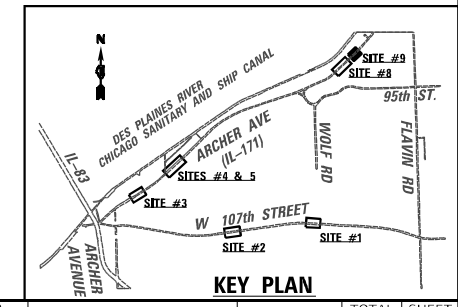 N
DES PLAINES RIVER
CHICAGO SANITARY AND SHIP CANAL
SITE #9
SITE #8
95th ST.
ARCHER AVE
(IL-171)
WOLF RD
FLAVIN RD
IL-83
SITES #4 & 5
SITE #3
W 107th STREET
SITE #1
SITE #2
ARCHER
AVENUE
KEY PLAN
TOTAL SHEET